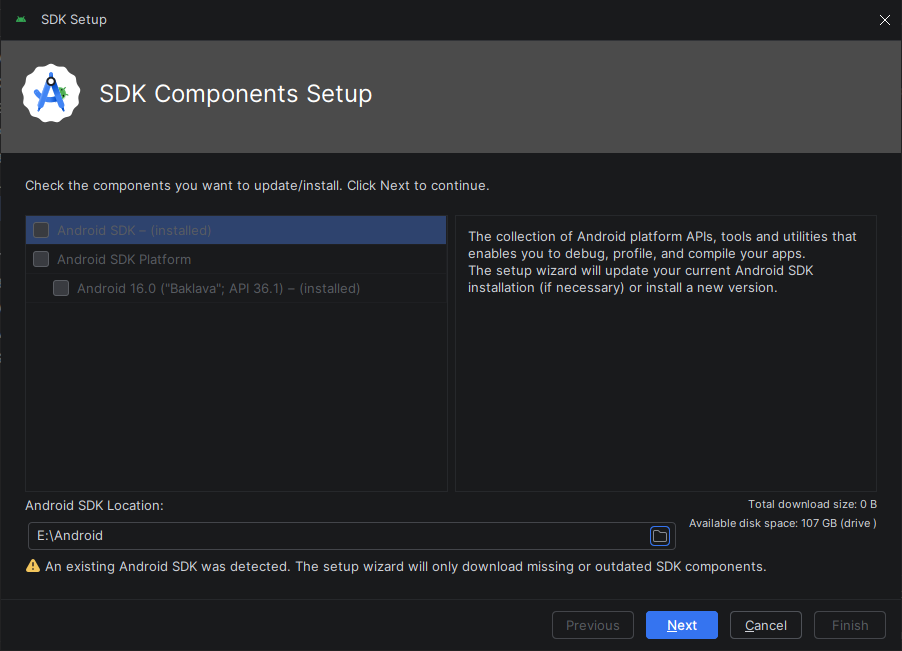 SDK Setup
SDK Components Setup
Check the components you want to update/install. Click Next to continue.
Android SDK – (installed)
Android SDK Platform
Android 16.0 ("Baklava"; API 36.1) – (installed)
The collection of Android platform APIs, tools and utilities that
enables you to debug, profile, and compile your apps.
The setup wizard will update your current Android SDK
installation (if necessary) or install a new version.
Android SDK Location:
E:\Android
Total download size: 0 B
Available disk space: 107 GB (drive )
An existing Android SDK was detected. The setup wizard will only download missing or outdated SDK components.
Previous
Next
Cancel
Finish